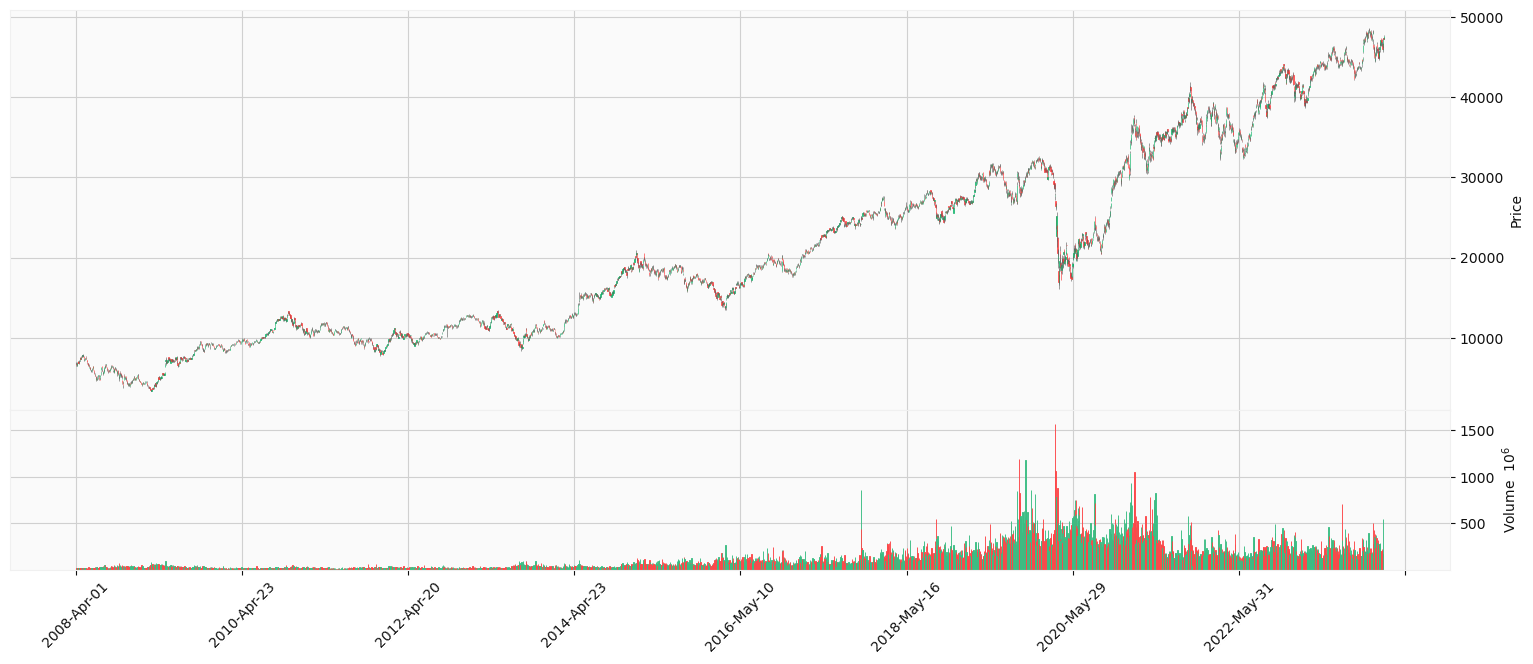 50000
40000
30000
20000
10000
Price
1500
1000
500
Volume 10^6
2008-Apr-01
2010-Apr-23
2012-Apr-20
2014-Apr-23
2016-May-10
2018-May-16
2020-May-29
2022-May-31